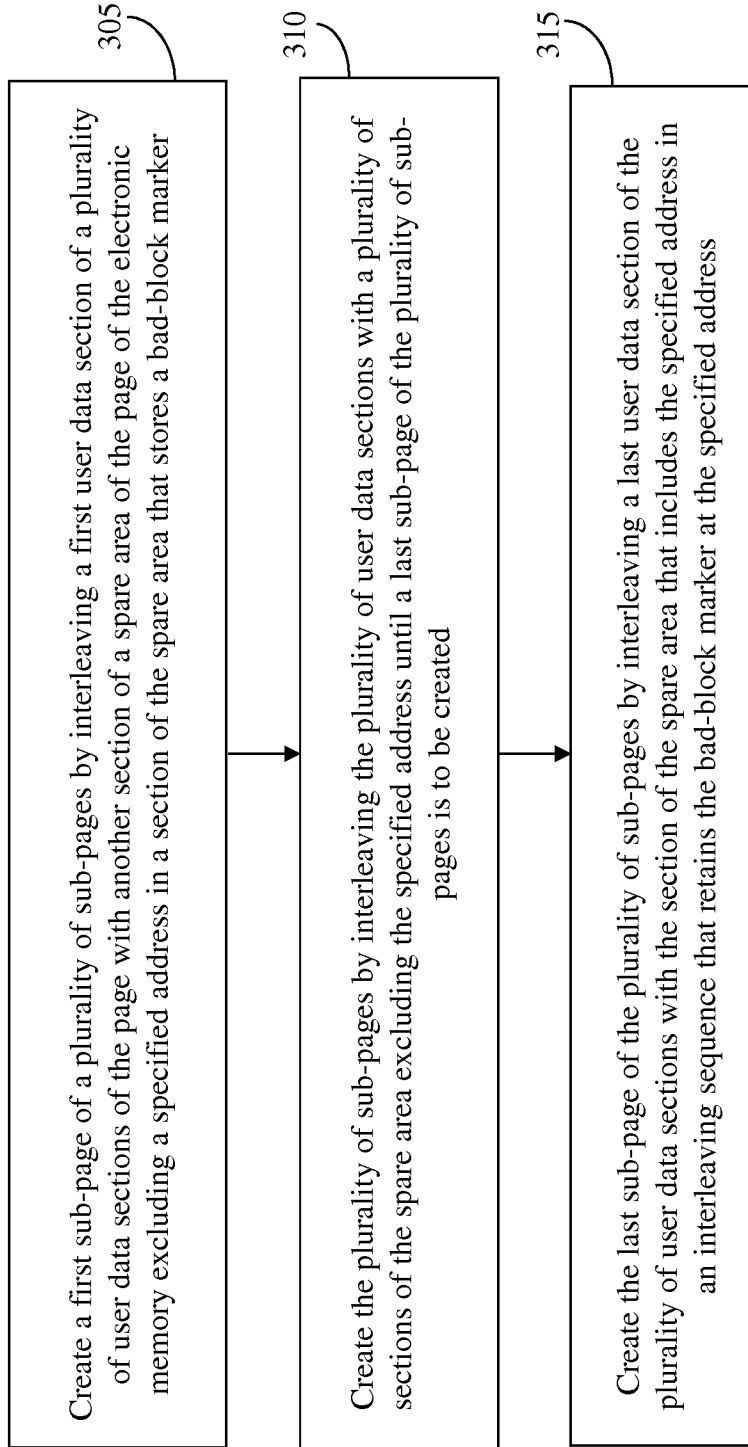 305
Create a first sub-page of a plurality of sub-pages by interleaving a first user data section of a plurality
of user data sections of the page with another section of a spare area of the page of the electronic
memory excluding a specified address in a section of the spare area that stores a bad-block marker
310
Create the plurality of sub-pages by interleaving the plurality of user data sections with a plurality of
sections of the spare area excluding the specified address until a last sub-page of the plurality of sub-
pages is to be created
315
Create the last sub-page of the plurality of sub-pages by interleaving a last user data section of the
plurality of user data sections with the section of the spare area that includes the specified address in
an interleaving sequence that retains the bad-block marker at the specified address